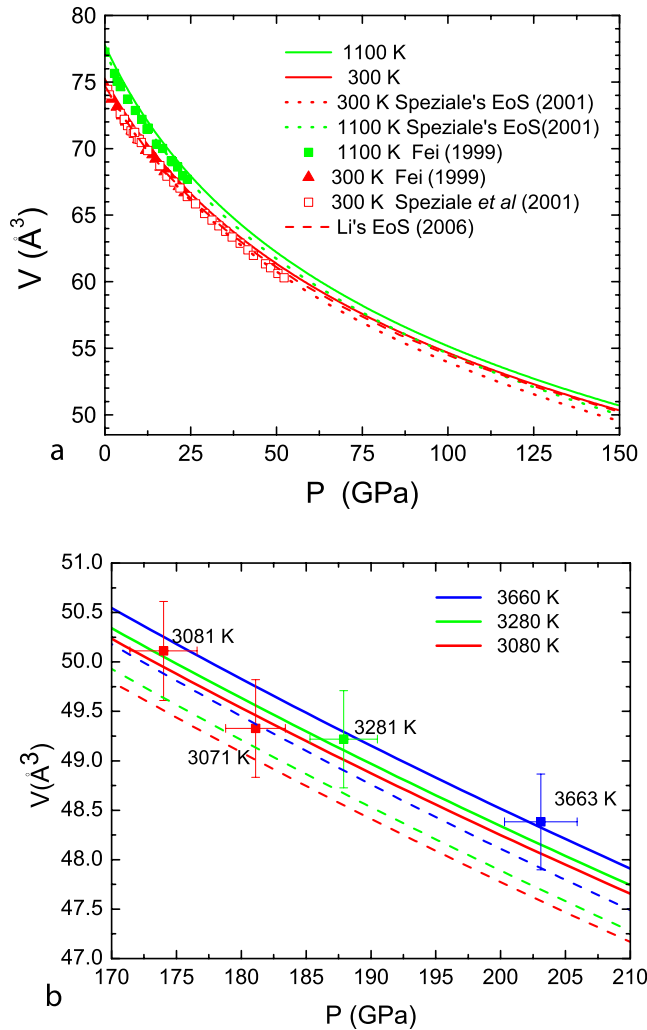 80
75
70
65
60
55
50
V (Å3)
1100 K
300 K
300 K Speziale's EoS (2001)
1100 K Speziale's EoS(2001)
1100 K Fei (1999)
300 K Fei (1999)
300 K Speziale et al (2001)
Li's EoS (2006)
0 25 50 75 100 125 150
a
P (GPa)
51.0
50.5
50.0
49.5
49.0
48.5
48.0
47.5
47.0
V(Å3)
3660 K
3280 K
3080 K
3081 K
3071 K
3281 K
3663 K
170 175 180 185 190 195 200 205 210
b
P (GPa)